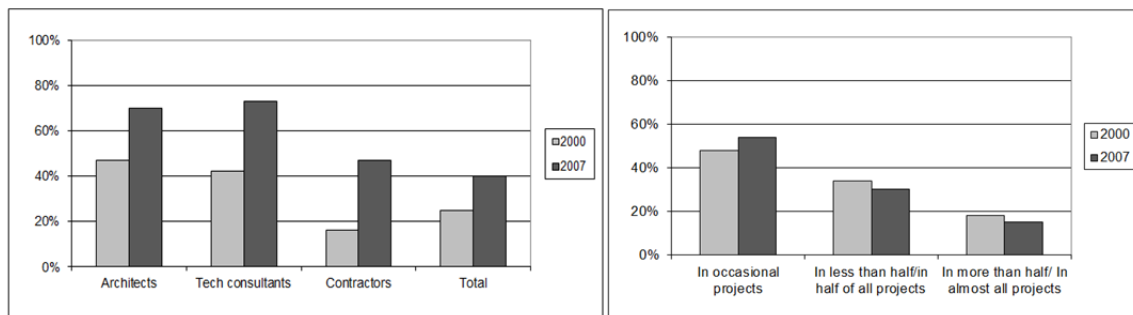 100%
80%
60%
40%
20%
0%
Architects
Tech consultants
Contractors
Total
2000
2007
100%
80%
60%
40%
20%
0%
In occasional
projects
In less than half/in
half of all projects
In more than half/ In
almost all projects
2000
2007